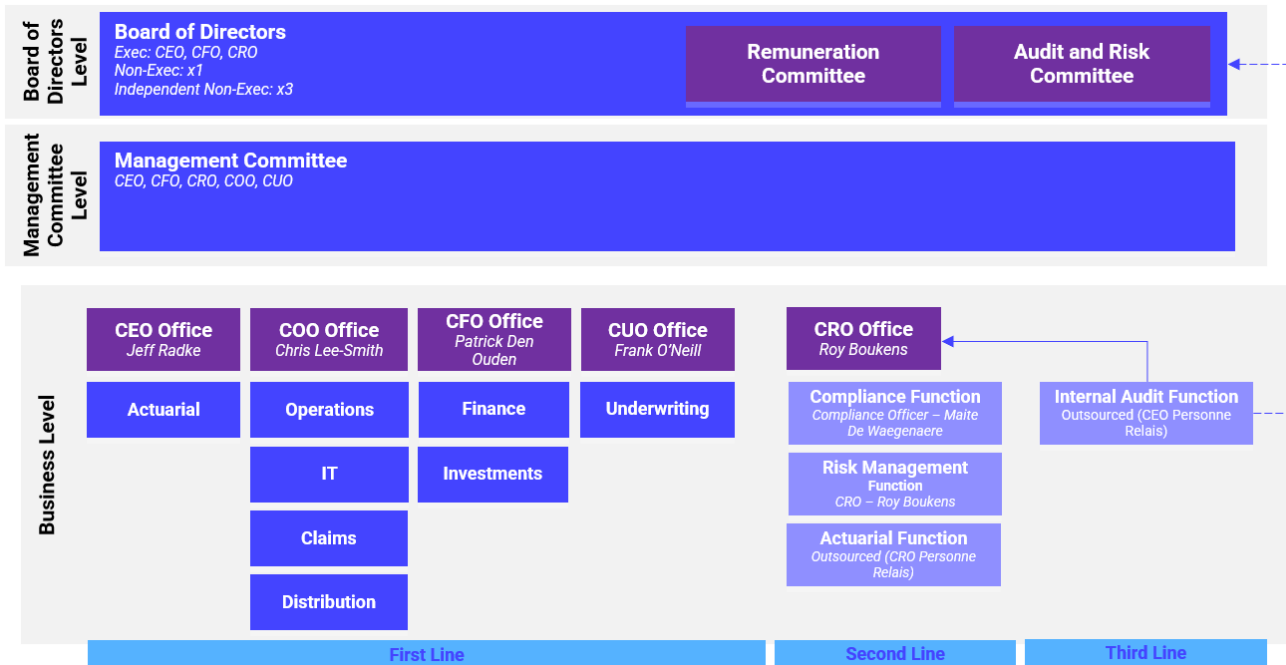 Board of
Directors
Level
Board of Directors
Exec: CEO, CFO, CRO
Non-Exec: x1
Independent Non-Exec: x3
Remuneration
Committee
Audit and Risk
Committee
Management
Committee
Level
Management Committee
CEO, CFO, CRO, COO, CUO
Business Level
CEO Office
Jeff Radke
COO Office
Chris Lee-Smith
CFO Office
Patrick Den
Ouden
CUO Office
Frank O'Neill
CRO Office
Roy Boukens
Actuarial
Operations
Finance
Underwriting
Compliance Function
Compliance Officer – Maite
De Waegenaere
Internal Audit Function
Outsourced (CEO Personne
Relais)
IT
Investments
Risk Management
Function
CRO – Roy Boukens
Claims
Actuarial Function
Outsourced (CRO Personne
Relais)
Distribution
First Line
Second Line
Third Line